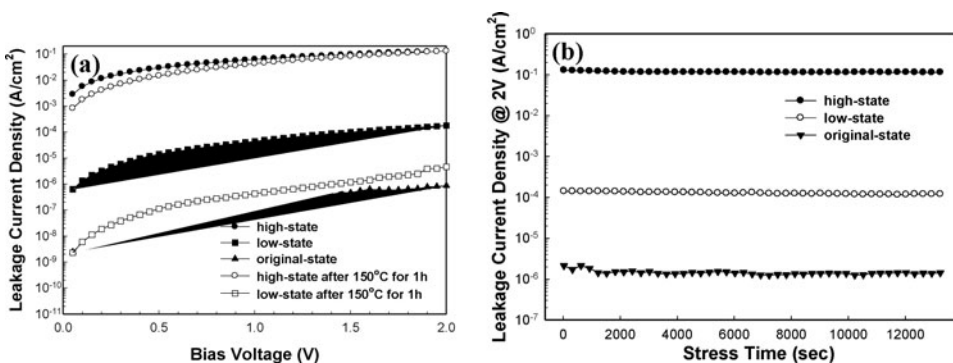 (a)
Leakage Current Density (A/cm²)
10⁻¹
10⁻²
10⁻³
10⁻⁴
10⁻⁵
10⁻⁶
10⁻⁷
10⁻⁸
10⁻⁹
10⁻¹⁰
10⁻¹¹
high-state
low-state
original-state
high-state after 150°C for 1h
low-state after 150°C for 1h
0.0 0.5 1.0 1.5 2.0
Bias Voltage (V)
(b)
Leakage Current Density @ 2V (A/cm²)
10⁰
10⁻¹
10⁻²
10⁻³
10⁻⁴
10⁻⁵
10⁻⁶
10⁻⁷
high-state
low-state
original-state
0 2000 4000 6000 8000 10000 12000
Stress Time (sec)